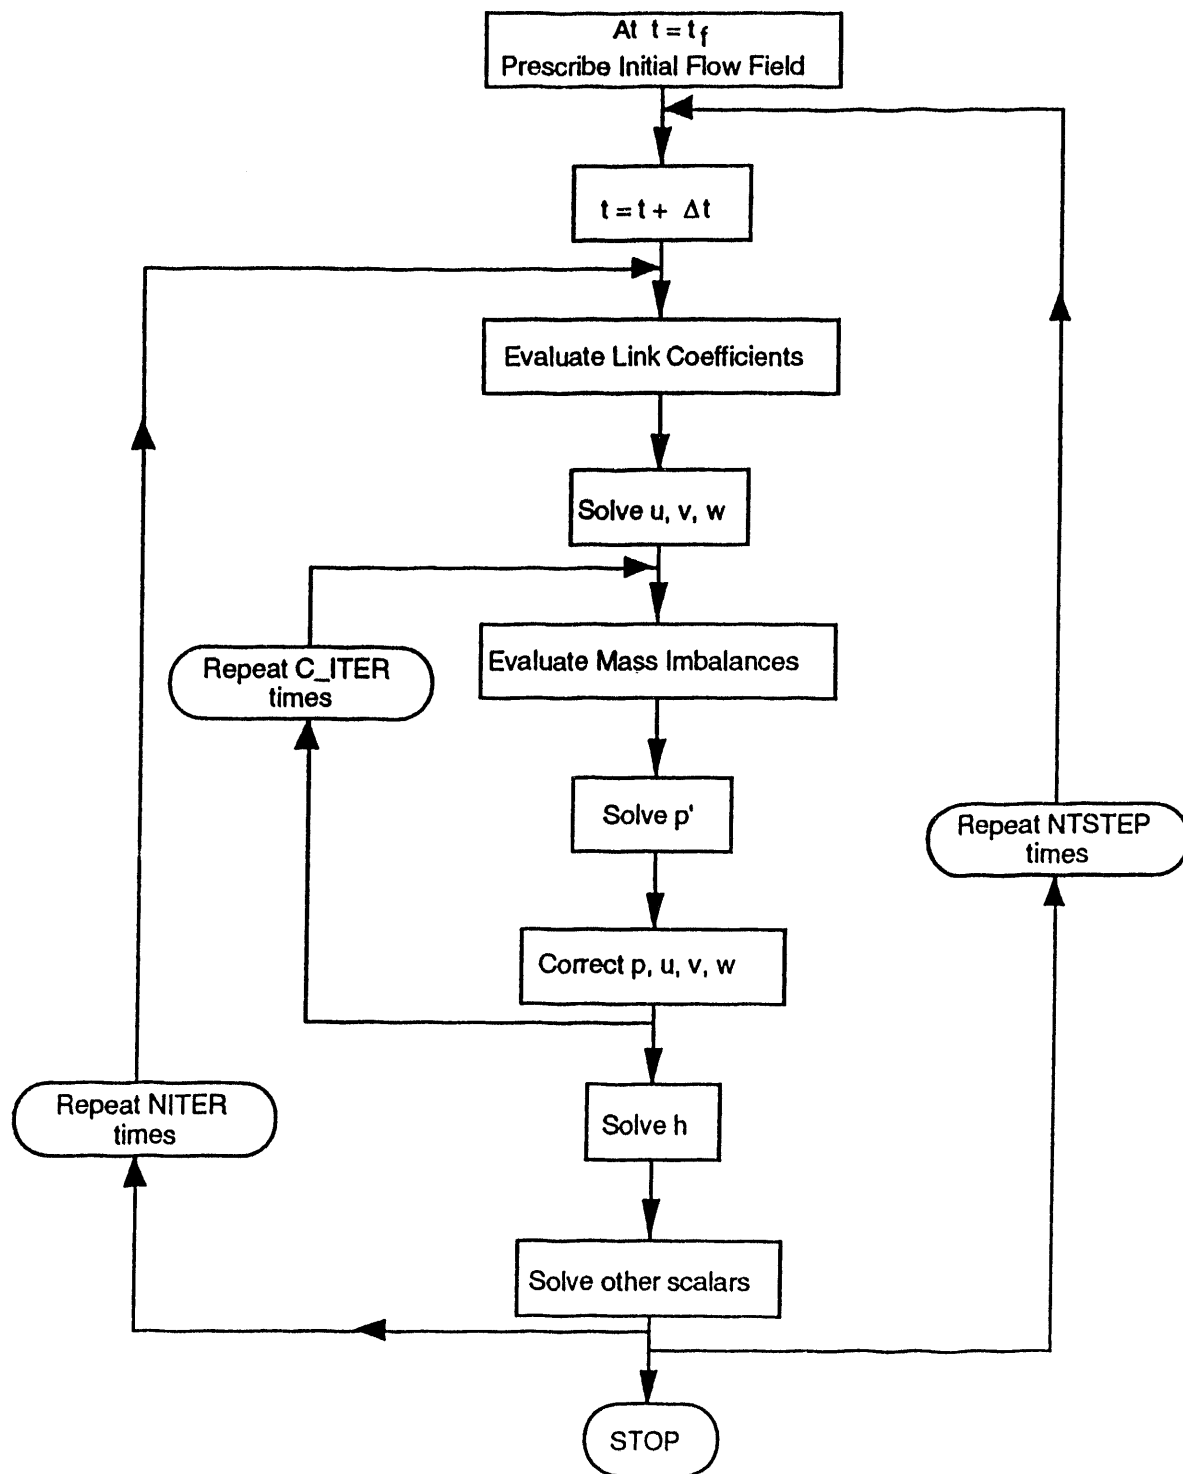 At t = t_f
Prescribe Initial Flow Field
t = t + Δt
Evaluate Link Coefficients
Solve u, v, w
Evaluate Mass Imbalances
Repeat C_ITER
times
Solve p'
Repeat NTSTEP
times
Correct p, u, v, w
Repeat NITER
times
Solve h
Solve other scalars
STOP